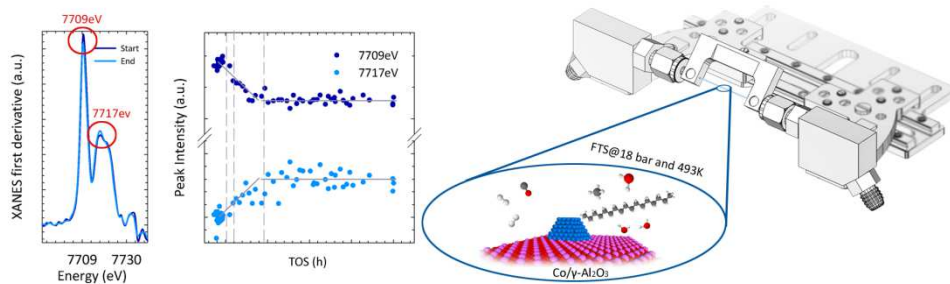 XANES first derivative (a.u.)
7709eV
Start
End
7717ev
7709
7730
Energy (eV)
Peak Intensity (a.u.)
7709eV
7717eV
TOS (h)
FTS@18 bar and 493K
Co/γ-Al₂O₃